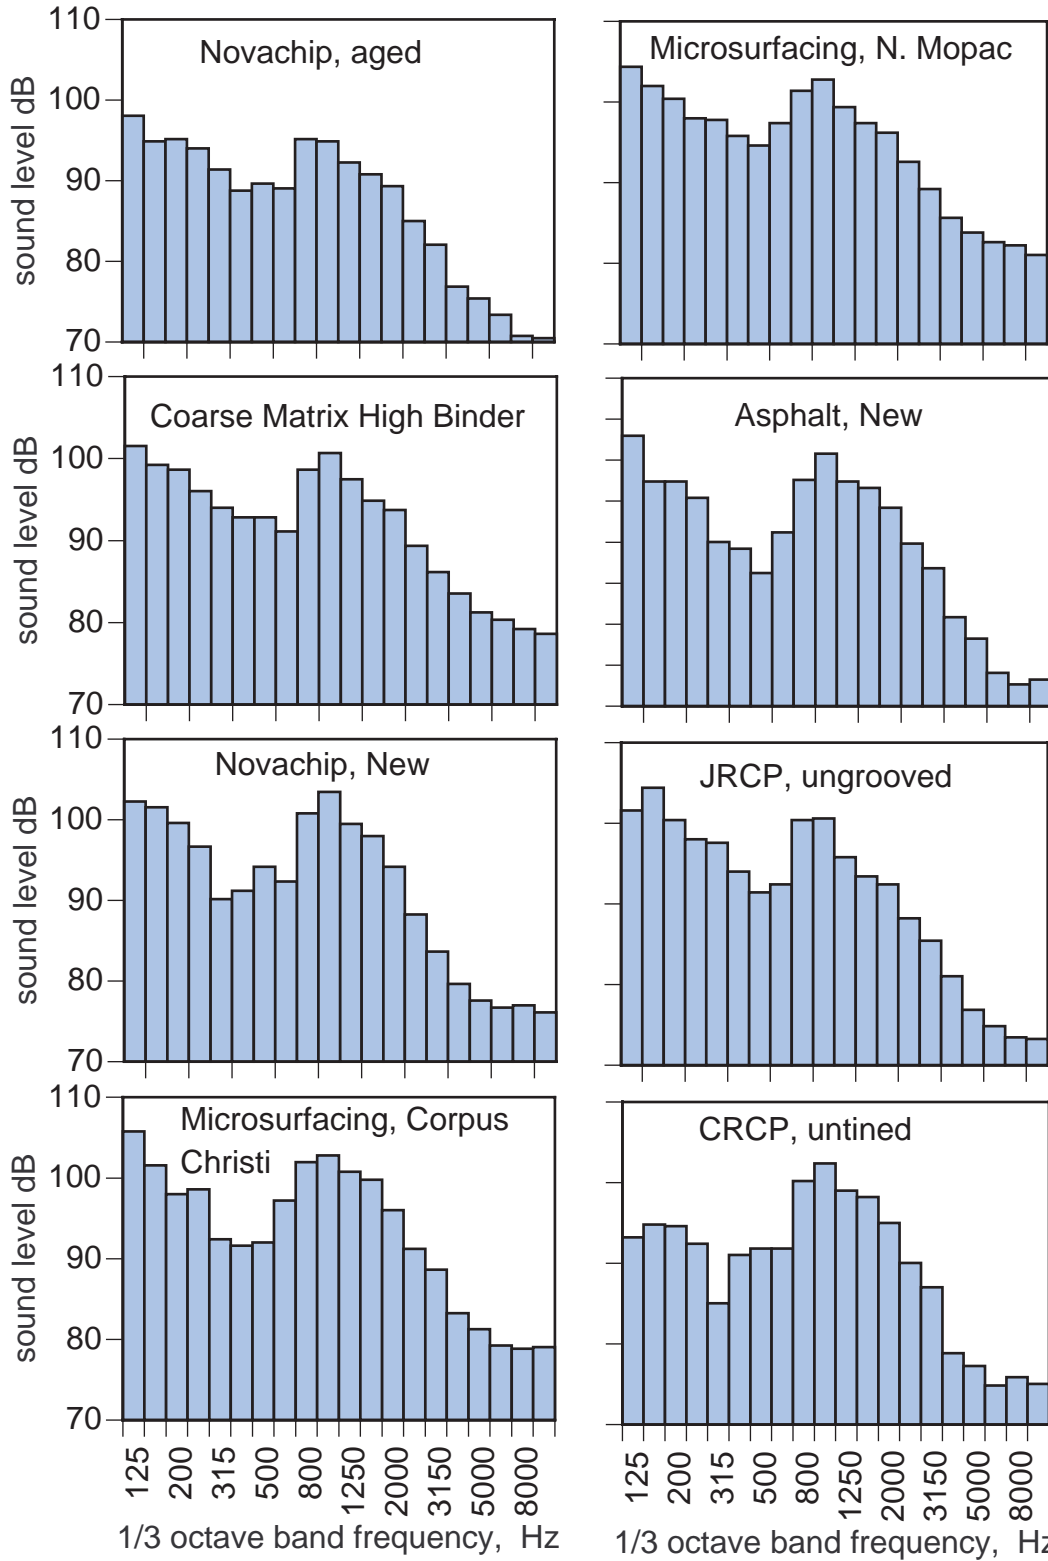 110
100
90
80
70
sound level dB
Novachip, aged
Microsurfacing, N. Mopac
110
100
90
80
70
sound level dB
Coarse Matrix High Binder
Asphalt, New
110
100
90
80
70
sound level dB
Novachip, New
JRCP, ungrooved
110
100
90
80
70
sound level dB
Microsurfacing, Corpus
Christi
CRCP, untined
125 200 315 500 800 1250 2000 3150 5000 8000
1/3 octave band frequency, Hz
125 200 315 500 800 1250 2000 3150 5000 8000
1/3 octave band frequency, Hz